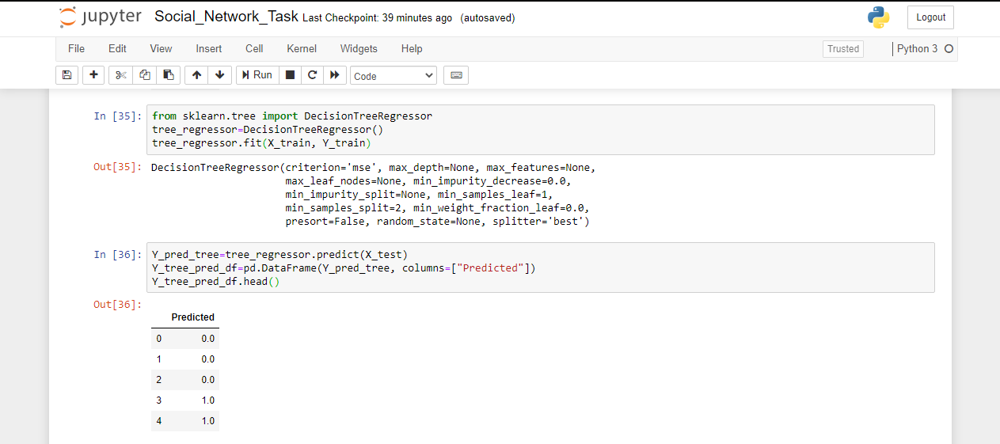 jupyter Social_Network_Task Last Checkpoint: 39 minutes ago (autosaved) Logout
File Edit View Insert Cell Kernel Widgets Help Trusted Python 3
Run Code
In [35]: from sklearn.tree import DecisionTreeRegressor
tree_regressor=DecisionTreeRegressor()
tree_regressor.fit(X_train, Y_train)
Out[35]: DecisionTreeRegressor(criterion='mse', max_depth=None, max_features=None,
max_leaf_nodes=None, min_impurity_decrease=0.0,
min_impurity_split=None, min_samples_leaf=1,
min_samples_split=2, min_weight_fraction_leaf=0.0,
presort=False, random_state=None, splitter='best')
In [36]: Y_pred_tree=tree_regressor.predict(X_test)
Y_tree_pred_df=pd.DataFrame(Y_pred_tree, columns=["Predicted"])
Y_tree_pred_df.head()
Out[36]:
Predicted
0 0.0
1 0.0
2 0.0
3 1.0
4 1.0